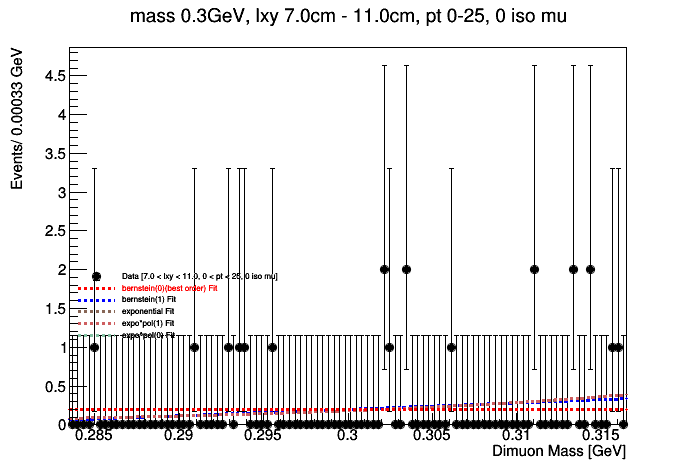 mass 0.3GeV, lxy 7.0cm - 11.0cm, pt 0-25, 0 iso mu
Events/ 0.00033 GeV
4.5
4
3.5
3
2.5
2
1.5
1
0.5
0
Data [7.0 < lxy < 11.0, 0 < pt < 25, 0 iso mu]
bernstein(0)(best order) Fit
bernstein(1) Fit
exponential Fit
expo*pol(1) Fit
expo*pol(0) Fit
0.285 0.29 0.295 0.3 0.305 0.31 0.315
Dimuon Mass [GeV]